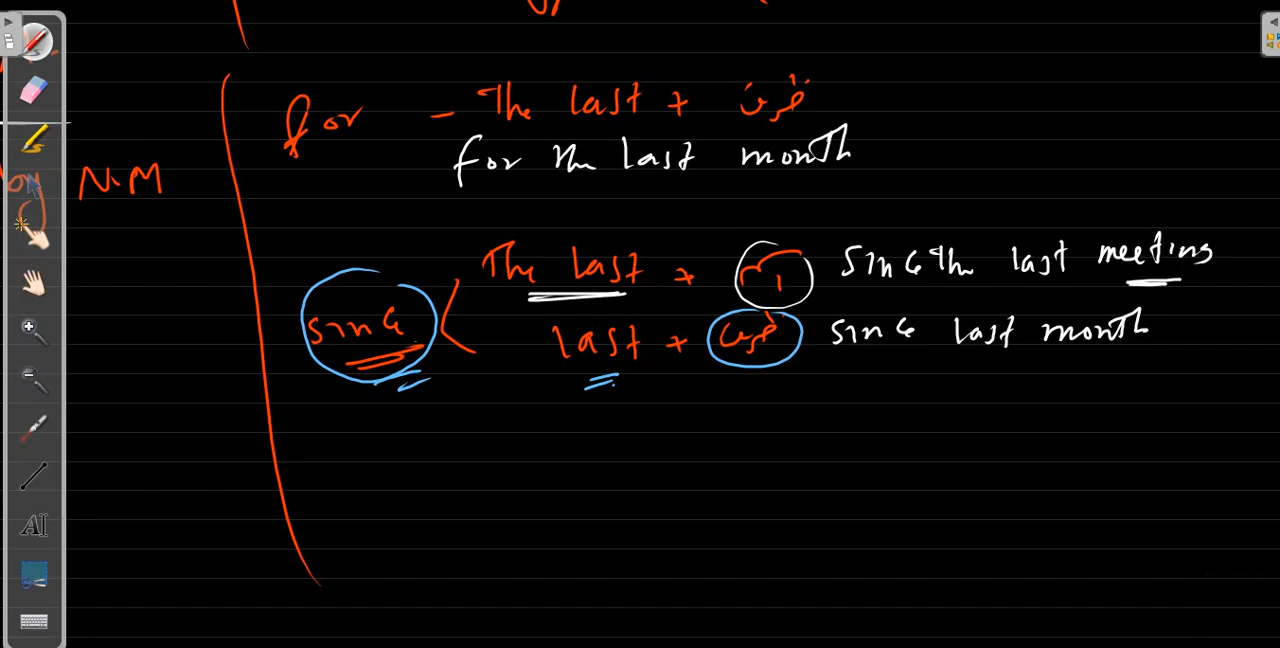 for - The last + ظرف
for the last month
N.M
The last + اسم since the last meeting
since
last + ظرف since last month
AI